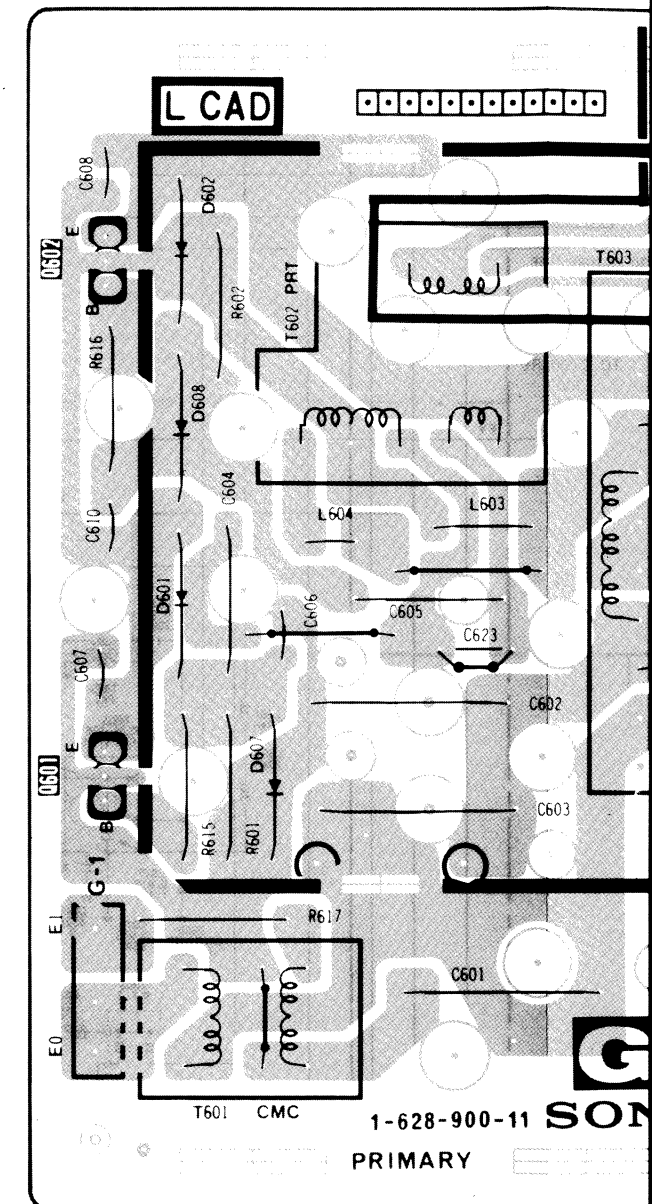 L CAD
C608
D602
E
Q602
B
R602
T602 PRT
T603
R616
D608
C604
C610
L604
L603
D601
C606
C605
C607
C623
C602
E
Q601
D607
C603
B
R615
R601
G-1
E1
R617
C601
E0
G
T601 CMC
1-628-900-11 SON
PRIMARY